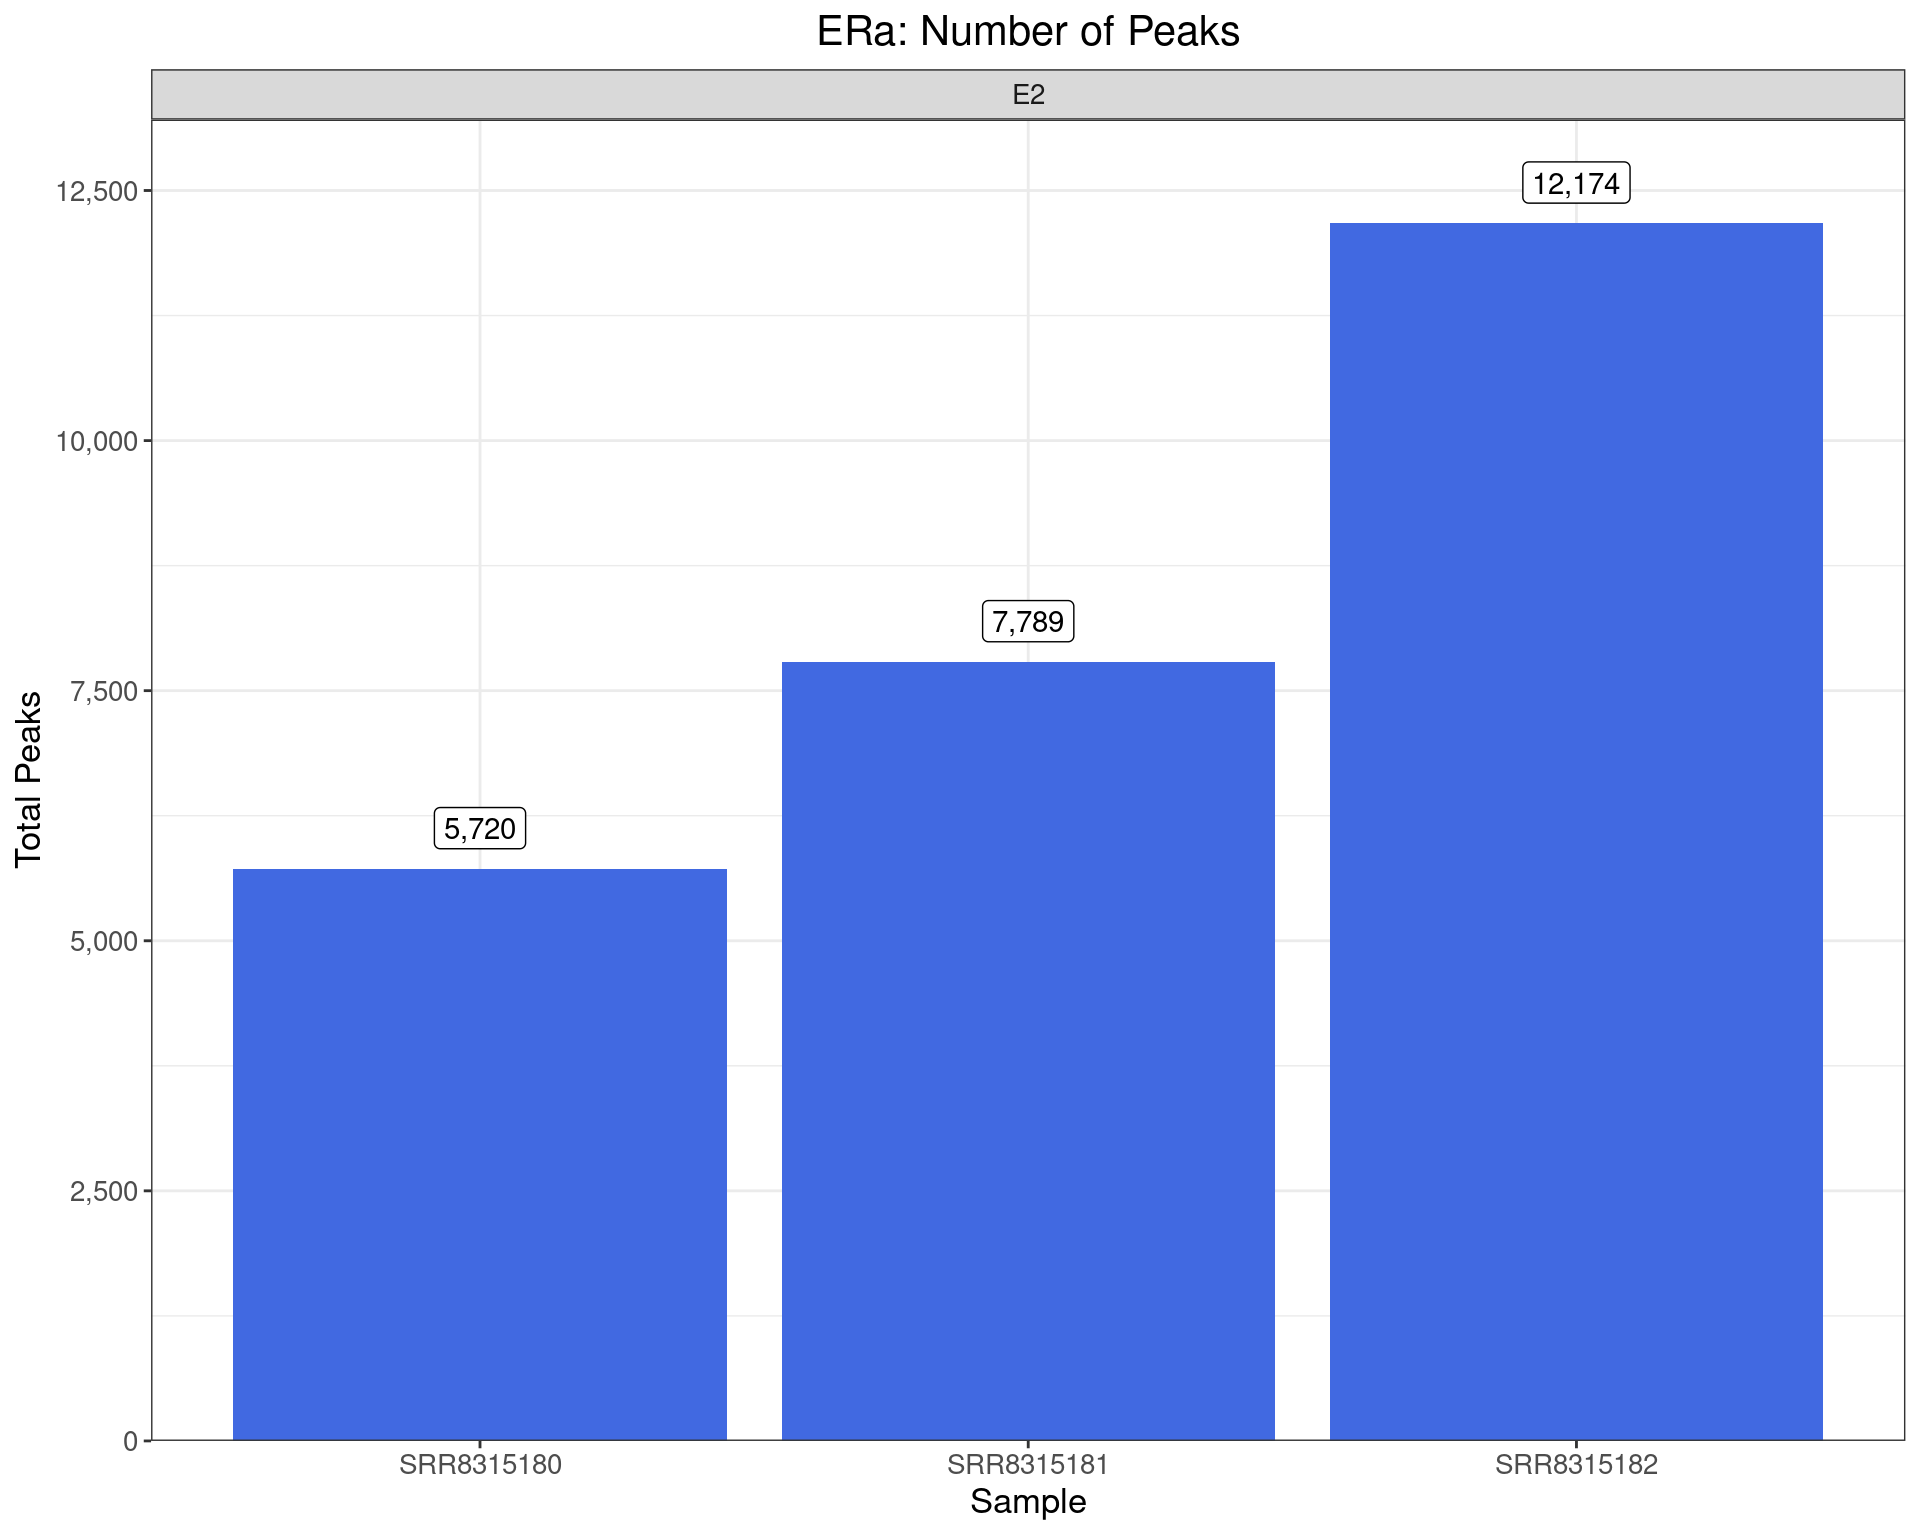 ERa: Number of Peaks
E2
12,500
10,000
7,500
5,000
2,500
0
Total Peaks
12,174
7,789
5,720
SRR8315180
SRR8315181
SRR8315182
Sample